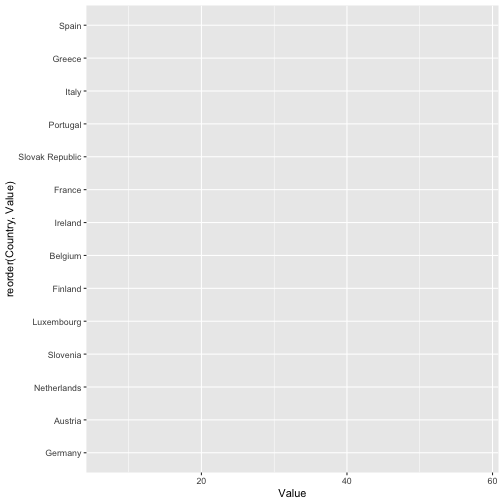 Spain
Greece
Italy
Portugal
Slovak Republic
France
Ireland
Belgium
Finland
Luxembourg
Slovenia
Netherlands
Austria
Germany
reorder(Country, Value)
20 40 60
Value